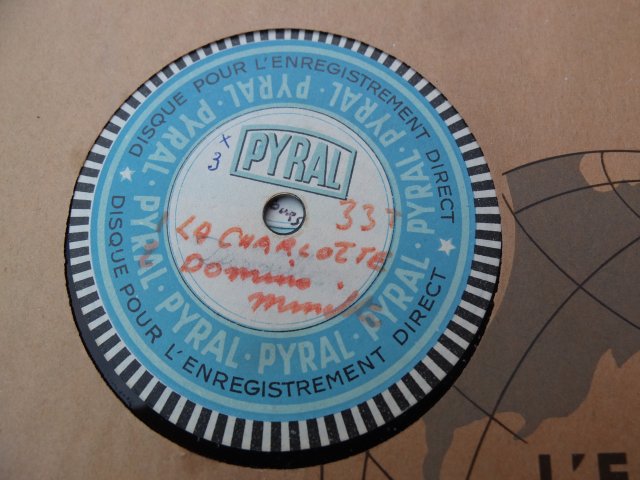 DISQUE POUR L'ENREGISTREMENT DIRECT
PYRAL · PYRAL · PYRAL · PYRAL · PYRAL · PYRAL · PYRAL · PYRAL
x
3
PYRAL
33T
LA CHARLOTTE
Domino
DISQUE POUR L'ENREGISTREMENT DIRECT
L'E